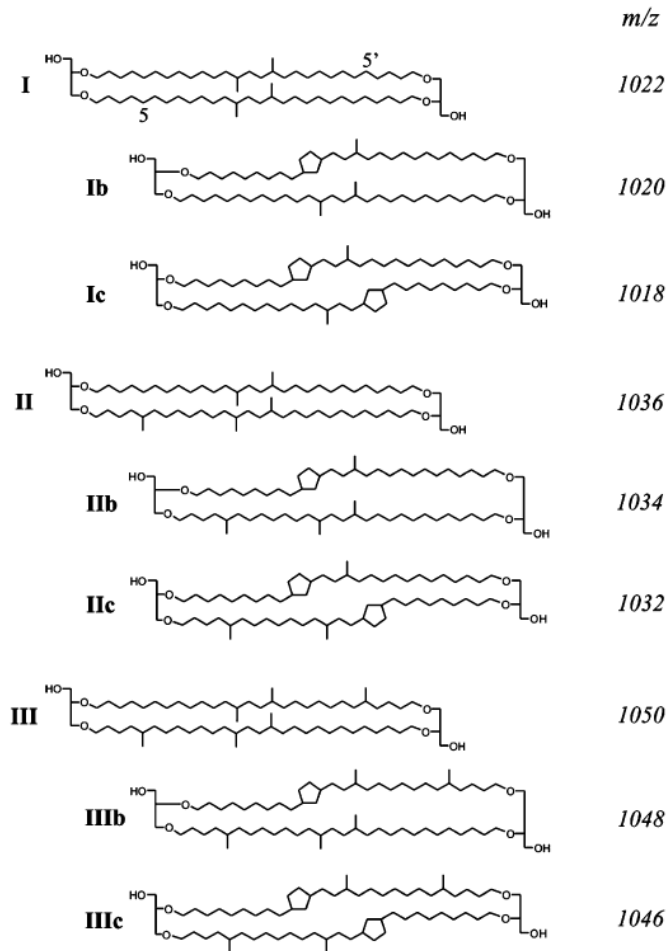 m/z
HO
5'
I
O
O
1022
O
5
O
OH
HO
O
Ib
O
1020
O
O
OH
HO
O
Ic
O
O
1018
O
OH
HO
O
O
II
1036
O
O
OH
HO
O
IIb
O
1034
O
O
OH
HO
O
IIc
O
O
1032
O
OH
HO
O
O
III
1050
O
O
OH
HO
O
IIIb
O
1048
O
O
OH
HO
O
IIIc
O
O
1046
O
OH